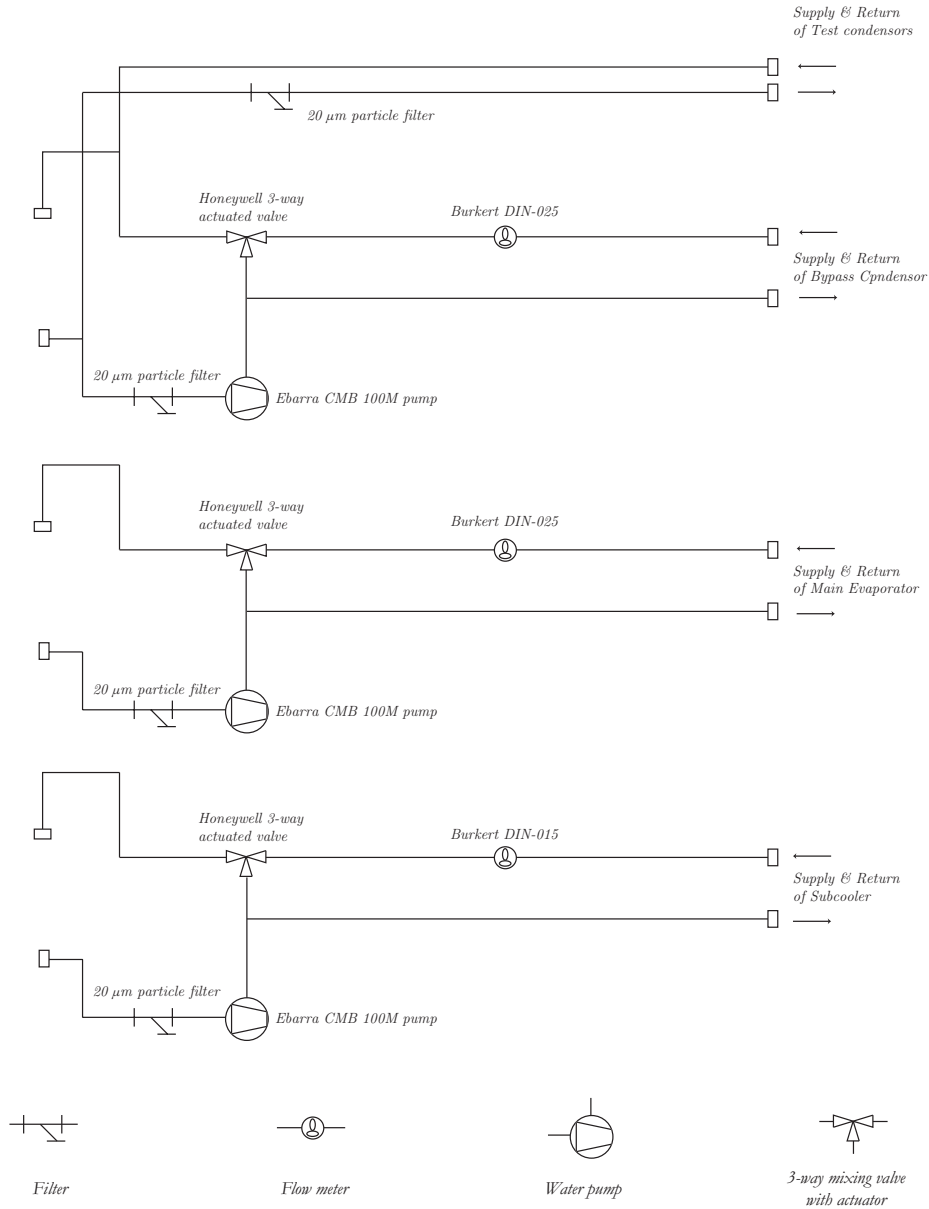 Supply & Return
of Test condensors
20 μm particle filter
Honeywell 3-way
actuated valve
Burkert DIN-025
Supply & Return
of Bypass Cpndensor
20 μm particle filter
Ebarra CMB 100M pump
Honeywell 3-way
actuated valve
Burkert DIN-025
Supply & Return
of Main Evaporator
20 μm particle filter
Ebarra CMB 100M pump
Honeywell 3-way
actuated valve
Burkert DIN-015
Supply & Return
of Subcooler
20 μm particle filter
Ebarra CMB 100M pump
Filter
Flow meter
Water pump
3-way mixing valve
with actuator